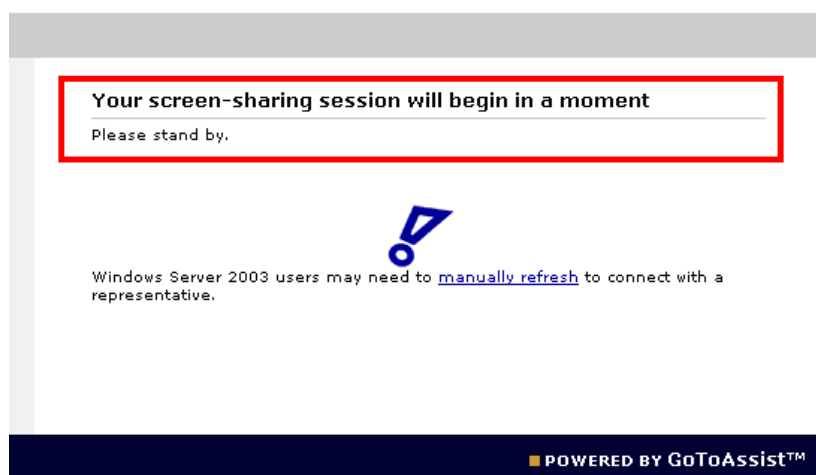 Your screen-sharing session will begin in a moment
Please stand by.
Windows Server 2003 users may need to manually refresh to connect with a
representative.
POWERED BY GoToAssist™